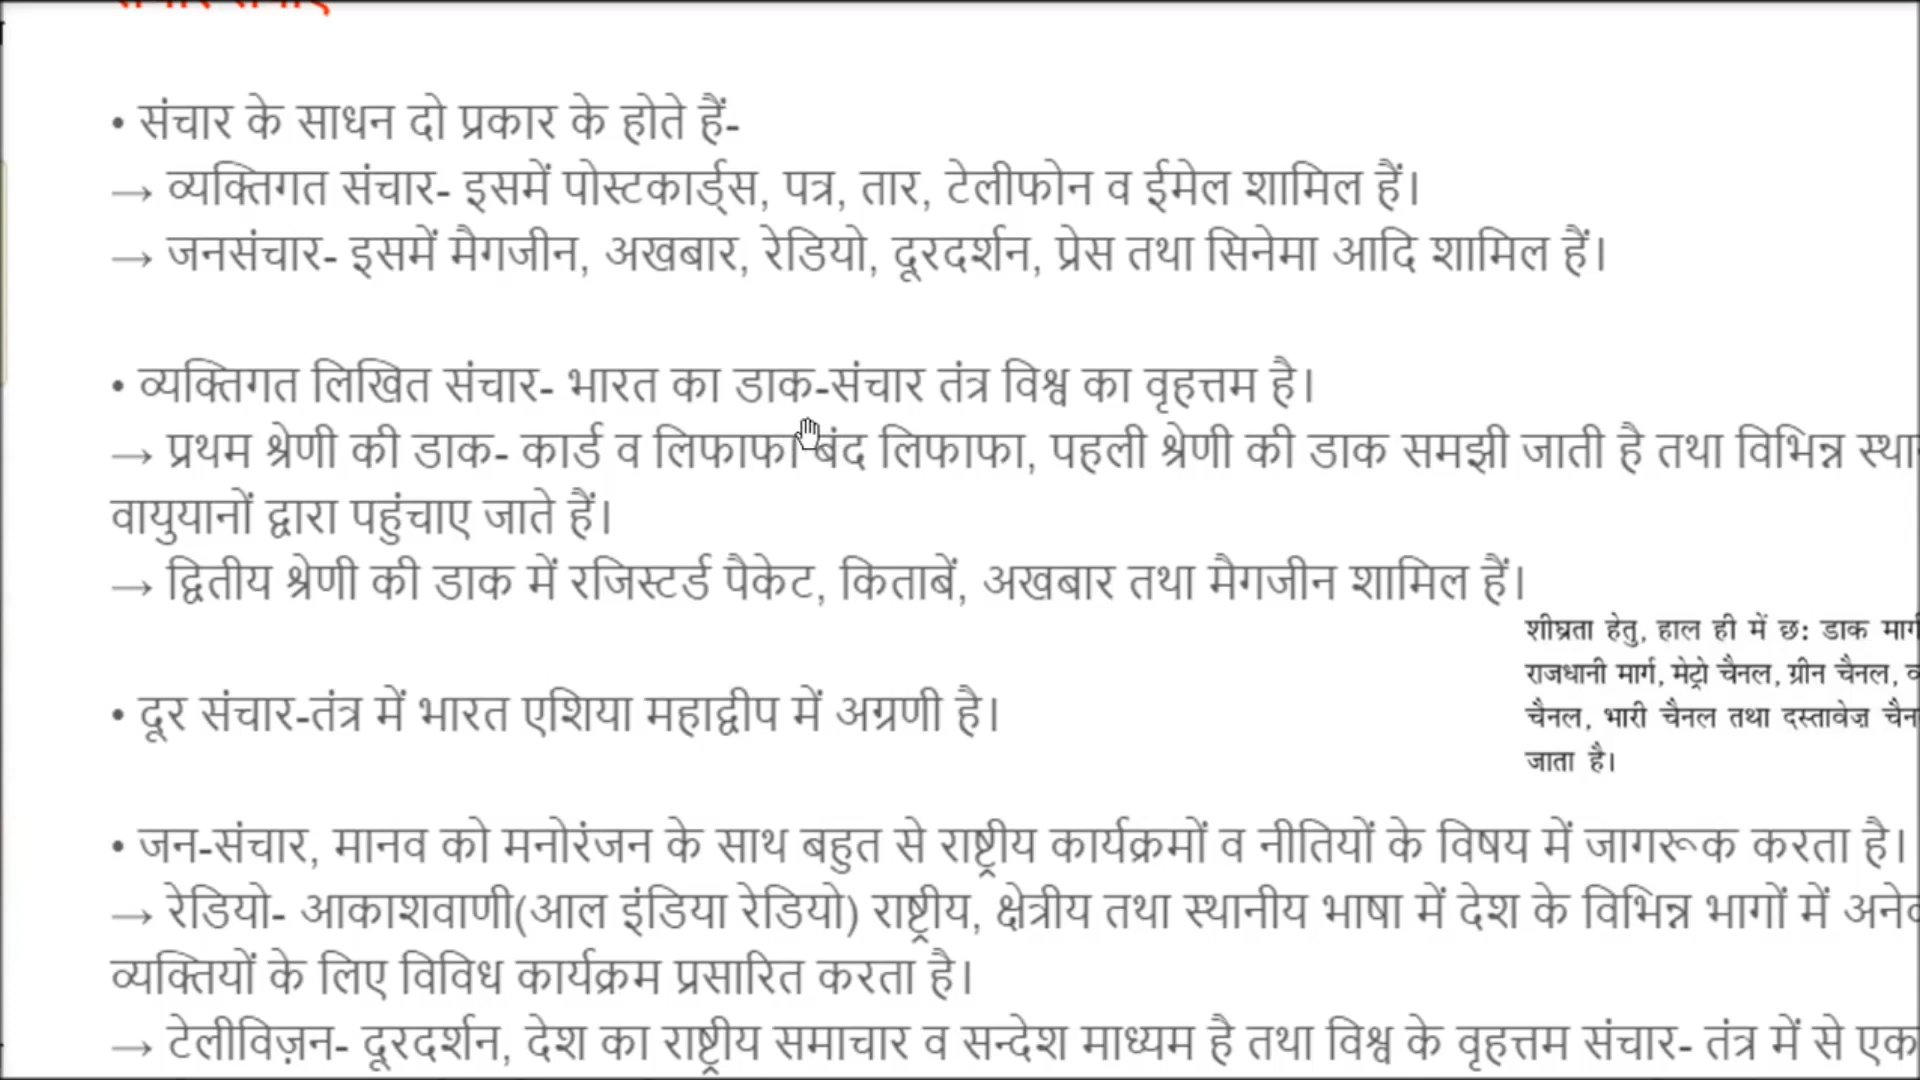 • संचार के साधन दो प्रकार के होते हैं-
→ व्यक्तिगत संचार- इसमें पोस्टकार्ड्स, पत्र, तार, टेलीफोन व ईमेल शामिल हैं।
→ जनसंचार- इसमें मैगजीन, अखबार, रेडियो, दूरदर्शन, प्रेस तथा सिनेमा आदि शामिल हैं।
• व्यक्तिगत लिखित संचार- भारत का डाक-संचार तंत्र विश्व का वृहत्तम है।
→ प्रथम श्रेणी की डाक- कार्ड व लिफाफा बंद लिफाफा, पहली श्रेणी की डाक समझी जाती है तथा विभिन्न
वायुयानों द्वारा पहुंचाए जाते हैं।
→ द्वितीय श्रेणी की डाक में रजिस्टर्ड पैकेट, किताबें, अखबार तथा मैगजीन शामिल हैं।
शीघ्रता हेतु, हाल ही में छ: डाक
राजधानी मार्ग, मेट्रो चैनल, ग्रीन चैनल,
चैनल, भारी चैनल तथा दस्तावेज़
जाता है।
• दूर संचार-तंत्र में भारत एशिया महाद्वीप में अग्रणी है।
• जन-संचार, मानव को मनोरंजन के साथ बहुत से राष्ट्रीय कार्यक्रमों व नीतियों के विषय में जागरूक करता है।
→ रेडियो- आकाशवाणी(आल इंडिया रेडियो) राष्ट्रीय, क्षेत्रीय तथा स्थानीय भाषा में देश के विभिन्न भागों में
व्यक्तियों के लिए विविध कार्यक्रम प्रसारित करता है।
→ टेलीविज़न- दूरदर्शन, देश का राष्ट्रीय समाचार व सन्देश माध्यम है तथा विश्व के वृहत्तम संचार- तंत्र में से एक